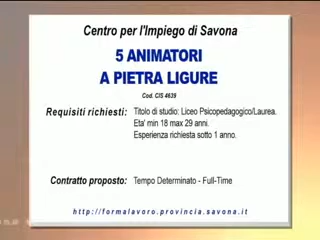 Centro per l'Impiego di Savona
5 ANIMATORI
A PIETRA LIGURE
Cod. CIS 4639
Requisiti richiesti: Titolo di studio: Liceo Psicopedagogico/Laurea.
Eta' min 18 max 29 anni.
Esperienza richiesta sotto 1 anno.
Contratto proposto: Tempo Determinato - Full-Time
http://formalavoro.provincia.savona.it